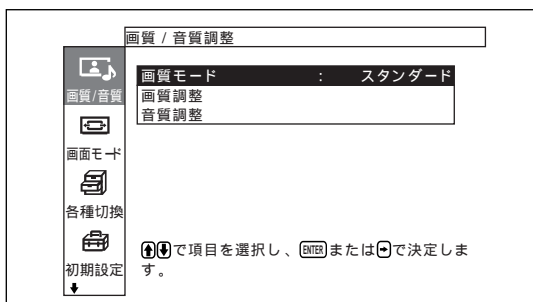 画質 / 音質調整
画質/音質
画面モード
各種切換
初期設定
画質モード : スタンダード
画質調整
音質調整
で項目を選択し、ENTERまたはで決定しま
す。